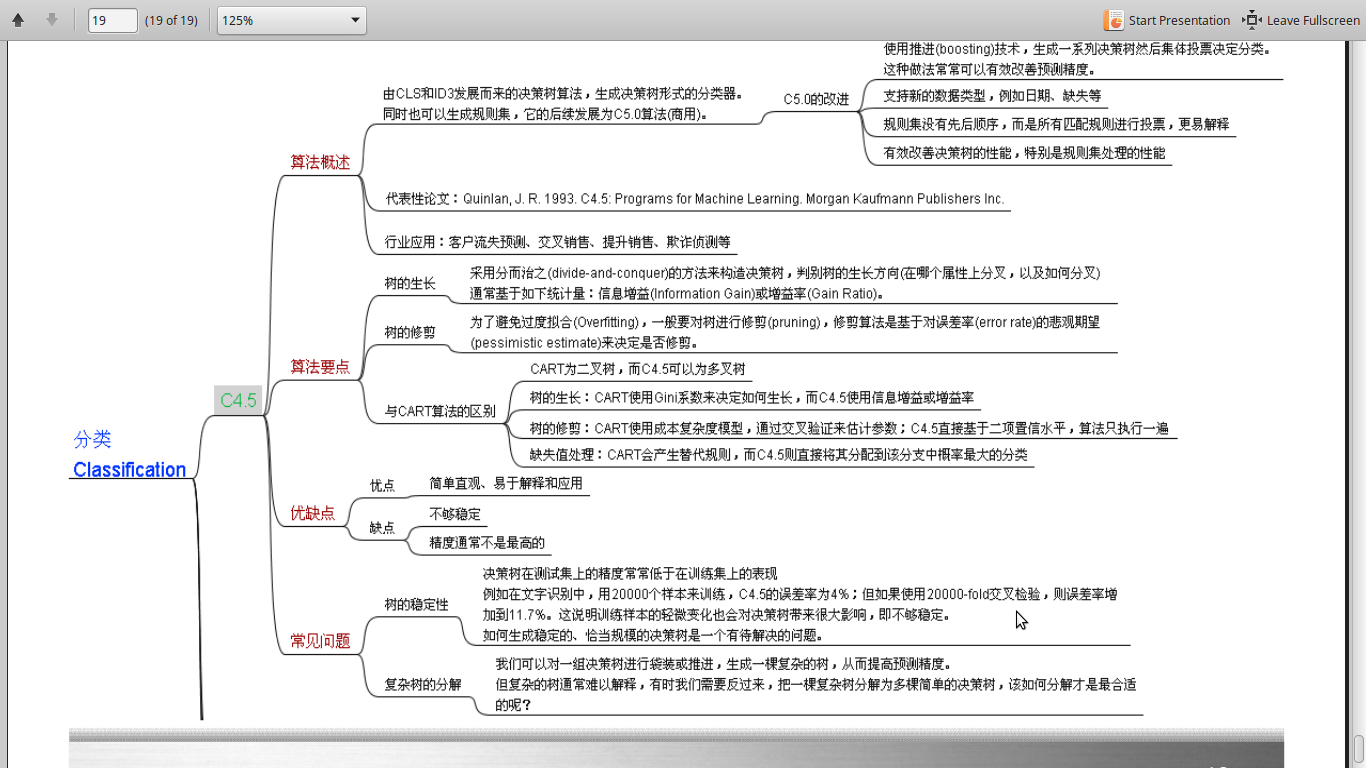 19
(19 of 19)
125%
Start Presentation
Leave Fullscreen
分类
Classification
C4.5
算法概述
由CLS和ID3发展而来的决策树算法，生成决策树形式的分类器。
同时也可以生成规则集，它的后续发展为C5.0算法(商用)。
C5.0的改进
使用推进(boosting)技术，生成一系列决策树然后集体投票决定分类。
这种做法常常可以有效改善预测精度。
支持新的数据类型，例如日期、缺失等
规则集没有先后顺序，而是所有匹配规则进行投票，更易解释
有效改善决策树的性能，特别是规则集处理的性能
代表性论文：Quinlan, J. R. 1993. C4.5: Programs for Machine Learning. Morgan Kaufmann Publishers Inc.
行业应用：客户流失预测、交叉销售、提升销售、欺诈侦测等
算法要点
树的生长
采用分而治之(divide-and-conquer)的方法来构造决策树，判别树的生长方向(在哪个属性上分叉，以及如何分叉)
通常基于如下统计量：信息增益(Information Gain)或增益率(Gain Ratio)。
树的修剪
为了避免过度拟合(Overfitting)，一般要对树进行修剪(pruning)，修剪算法是基于对误差率(error rate)的悲观期望
(pessimistic estimate)来决定是否修剪。
与CART算法的区别
CART为二叉树，而C4.5可以为多叉树
树的生长：CART使用Gini系数来决定如何生长，而C4.5使用信息增益或增益率
树的修剪：CART使用成本复杂度模型，通过交叉验证来估计参数；C4.5直接基于二项置信水平，算法只执行一遍
缺失值处理：CART会产生替代规则，而C4.5则直接将其分配到该分支中概率最大的分类
优缺点
优点
简单直观、易于解释和应用
缺点
不够稳定
精度通常不是最高的
常见问题
树的稳定性
决策树在测试集上的精度常常低于在训练集上的表现
例如在文字识别中，用20000个样本来训练，C4.5的误差率为4%；但如果使用20000-fold交叉检验，则误差率增
加到11.7%。这说明训练样本的轻微变化也会对决策树带来很大影响，即不够稳定。
如何生成稳定的、恰当规模的决策树是一个有待解决的问题。
复杂树的分解
我们可以对一组决策树进行袋装或推进，生成一棵复杂的树，从而提高预测精度。
但复杂的树通常难以解释，有时我们需要反过来，把一棵复杂树分解为多棵简单的决策树，该如何分解才是最合适
的呢？